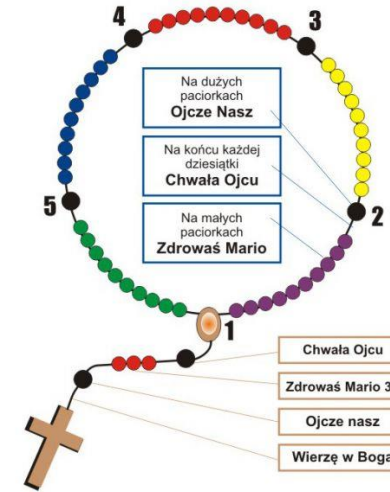 4
3
Na dużych
paciorkach
Ojcze Nasz
Na końcu każdej
dziesiątki
Chwała Ojcu
5
2
Na małych
paciorkach
Zdrowaś Mario
1
Chwała Ojcu
Zdrowaś Mario 3
Ojcze nasz
Wierzę w Boga